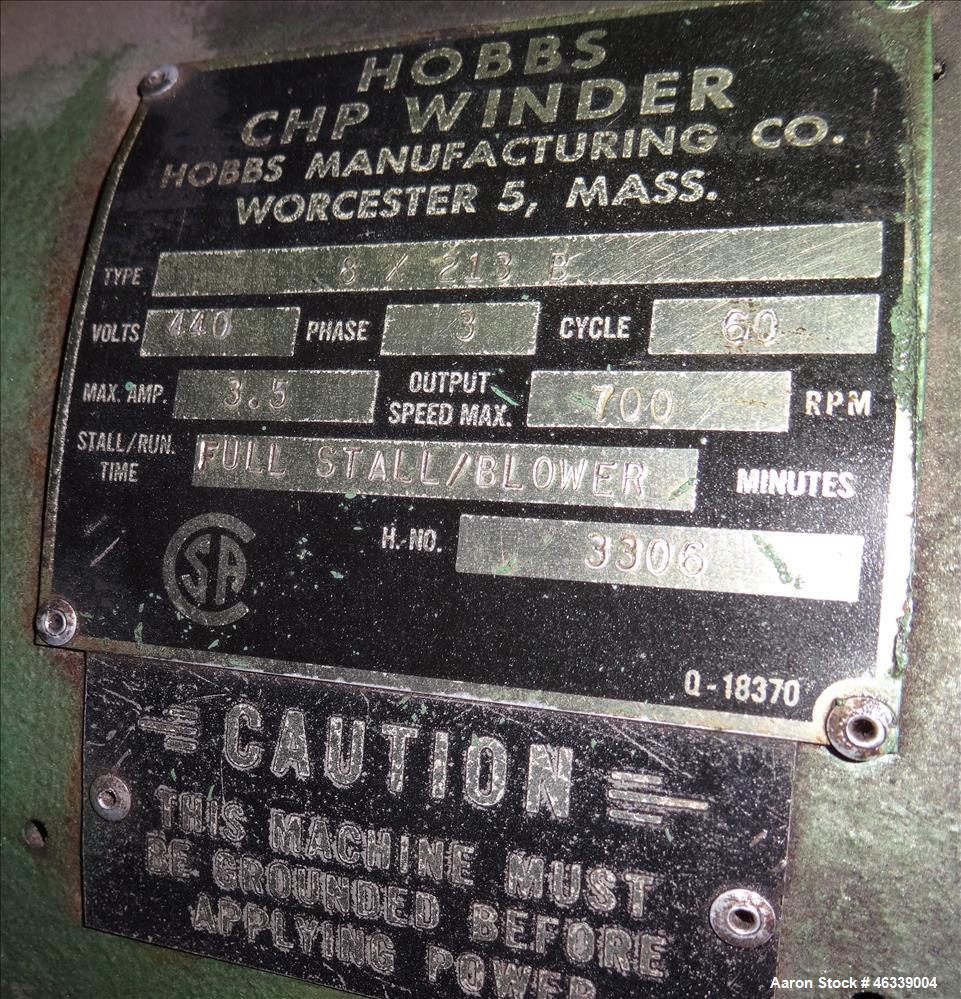 HOBBS
CHP WINDER
HOBBS MANUFACTURING CO.
WORCESTER 5, MASS.
TYPE 8 / 213 B
VOLTS 440 PHASE 3 CYCLE 60
MAX. AMP. 3.5 OUTPUT SPEED MAX. 700 RPM
STALL/RUN. TIME FULL STALL/BLOWER MINUTES
CSA
H. NO. 3306
Q-18370
CAUTION
THIS MACHINE MUST
BE GROUNDED BEFORE
APPLYING POWER
Aaron Stock # 46339004